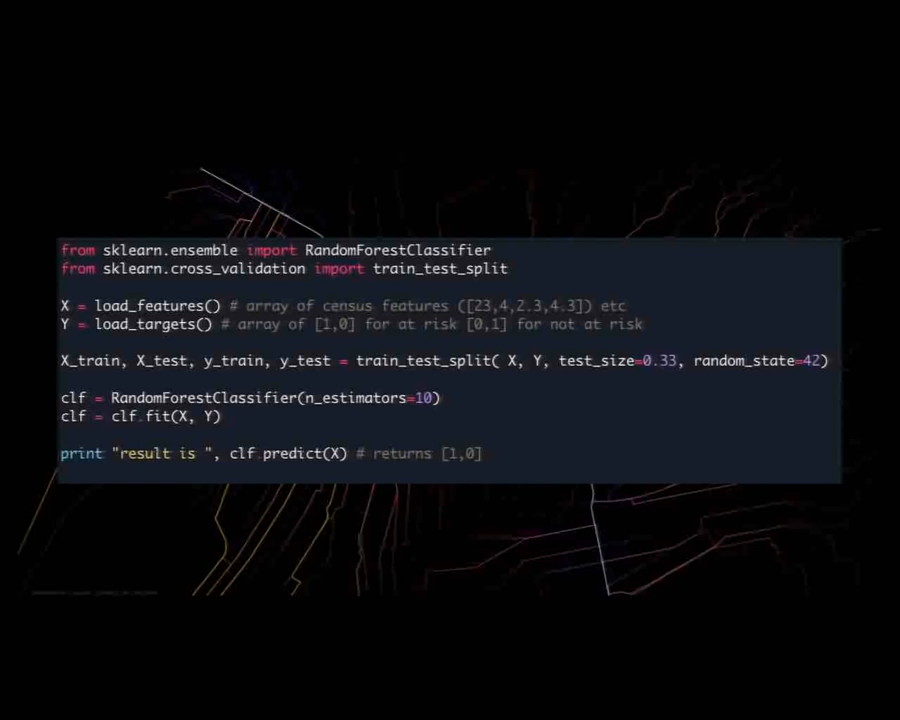 from sklearn.ensemble import RandomForestClassifier
from sklearn.cross_validation import train_test_split
X = load_features() # array of census features ([23,4,2.3,4.3]) etc
Y = load_targets() # array of [1,0] for at risk [0,1] for not at risk
X_train, X_test, y_train, y_test = train_test_split( X, Y, test_size=0.33, random_state=42)
clf = RandomForestClassifier(n_estimators=10)
clf = clf.fit(X, Y)
print "result is ", clf.predict(X) # returns [1,0]